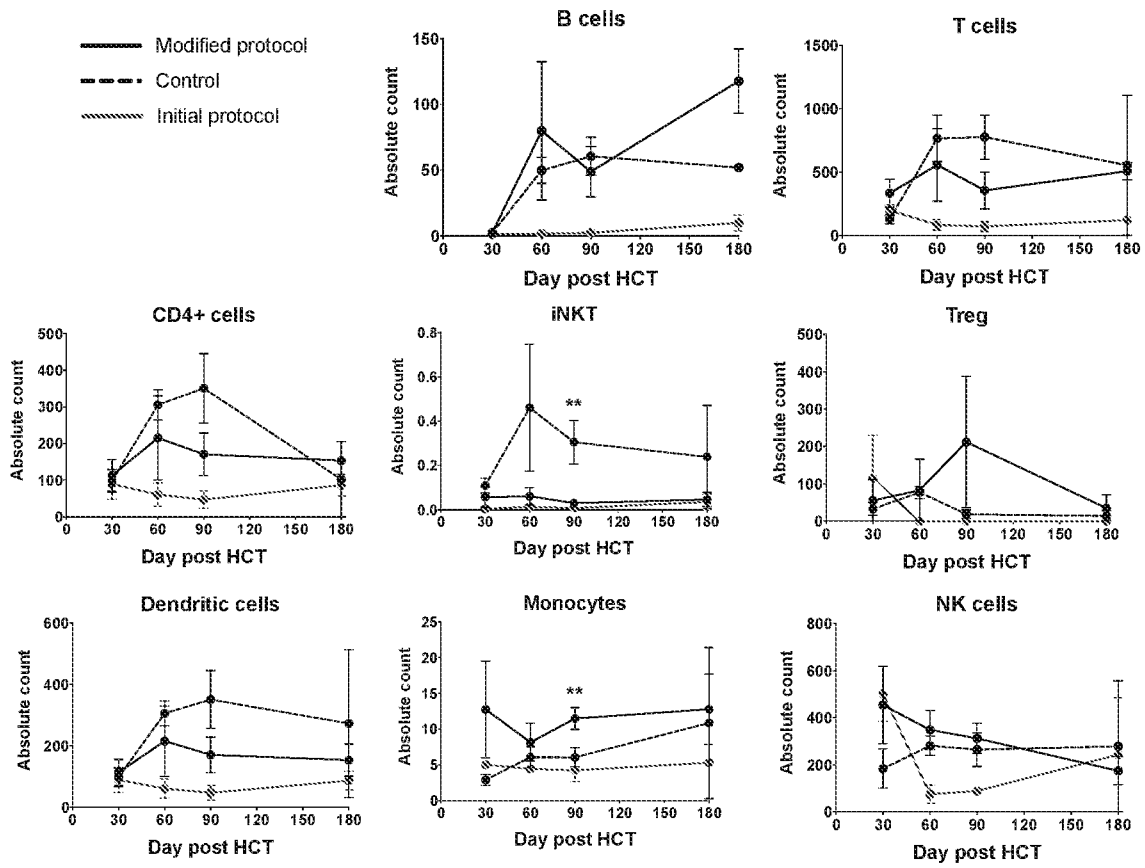 Modified protocol
Control
Initial protocol
B cells
Absolute count
150
100
50
0
0 30 60 90 120 150 180
Day post HCT
T cells
Absolute count
1500
1000
500
0
0 30 60 90 120 150 180
Day post HCT
CD4+ cells
Absolute count
500
400
300
200
100
0
0 30 60 90 120 150 180
Day post HCT
iNKT
Absolute count
0.8
0.6
0.4
0.2
0.0
**
0 30 60 90 120 150 180
Day post HCT
Treg
Absolute count
500
400
300
200
100
0
0 30 60 90 120 150 180
Day post HCT
Dendritic cells
Absolute count
600
400
200
0
0 30 60 90 120 150 180
Day post HCT
Monocytes
Absolute count
25
20
15
10
5
0
**
0 30 60 90 120 150 180
Day post HCT
NK cells
Absolute count
800
600
400
200
0
0 30 60 90 120 150 180
Day post HCT